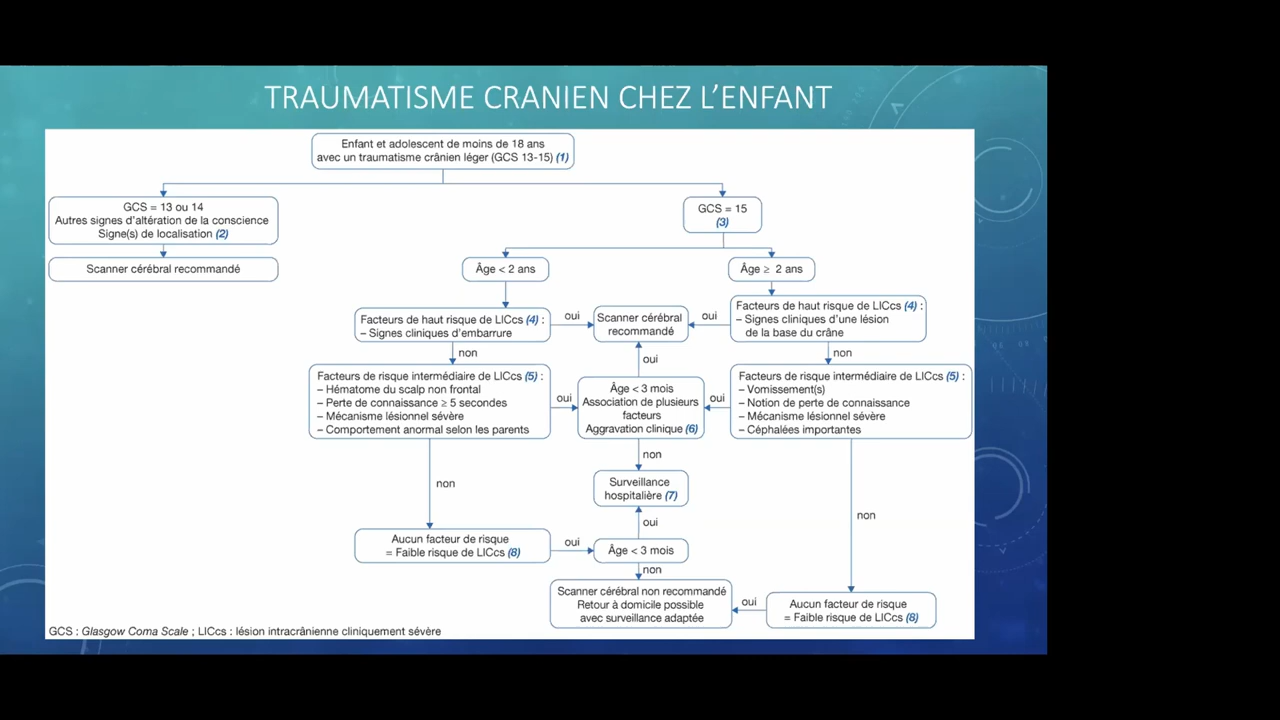 TRAUMATISME CRANIEN CHEZ L’ENFANT
Enfant et adolescent de moins de 18 ans
avec un traumatisme crânien léger (GCS 13-15) (1)
GCS = 13 ou 14
Autres signes d’altération de la conscience
Signe(s) de localisation (2)
Scanner cérébral recommandé
GCS = 15
(3)
Âge < 2 ans
Âge ≥ 2 ans
Facteurs de haut risque de LICcs (4) :
– Signes cliniques d’embarrure
oui
Scanner cérébral
recommandé
oui
Facteurs de haut risque de LICcs (4) :
– Signes cliniques d’une lésion
de la base du crâne
non
oui
non
Facteurs de risque intermédiaire de LICcs (5) :
– Hématome du scalp non frontal
– Perte de connaissance ≥ 5 secondes
– Mécanisme lésionnel sévère
– Comportement anormal selon les parents
oui
Âge < 3 mois
Association de plusieurs
facteurs
Aggravation clinique (6)
oui
Facteurs de risque intermédiaire de LICcs (5) :
– Vomissement(s)
– Notion de perte de connaissance
– Mécanisme lésionnel sévère
– Céphalées importantes
non
non
Surveillance
hospitalière (7)
non
oui
Aucun facteur de risque
= Faible risque de LICcs (8)
oui
Âge < 3 mois
non
Scanner cérébral non recommandé
Retour à domicile possible
avec surveillance adaptée
oui
Aucun facteur de risque
= Faible risque de LICcs (8)
GCS : Glasgow Coma Scale ; LICcs : lésion intracrânienne cliniquement sévère